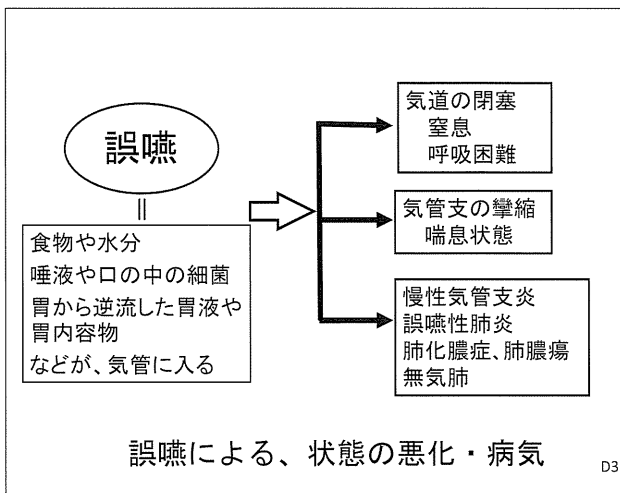 誤嚥
||
食物や水分
唾液や口の中の細菌
胃から逆流した胃液や
胃内容物
などが、気管に入る
気道の閉塞
窒息
呼吸困難
気管支の攣縮
喘息状態
慢性気管支炎
誤嚥性肺炎
肺化膿症、肺膿瘍
無気肺
誤嚥による、状態の悪化・病気
D3